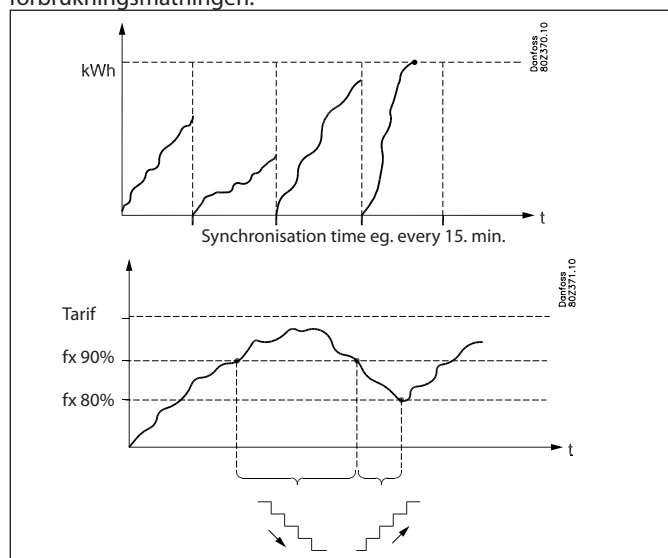 förbrukningsmätningen.
Danfoss
80Z370.10
kWh
t
Synchronisation time eg. every 15. min.
Danfoss
80Z371.10
Tarif
fx 90%
fx 80%
t.